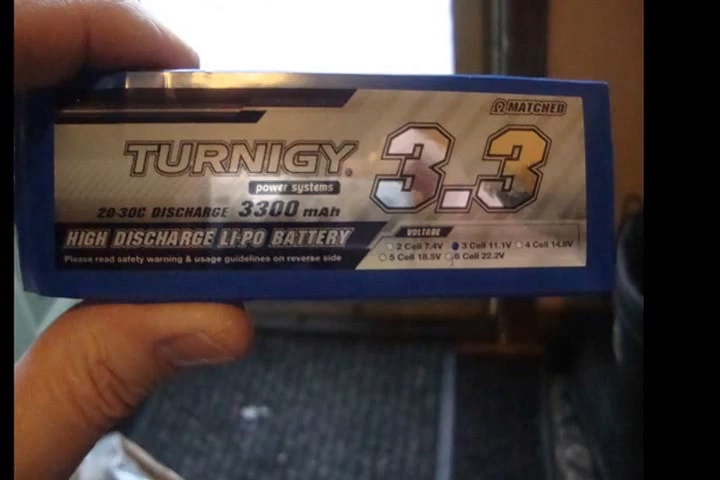 Ω MATCHED
TURNIGY®
3.3
power systems
20-30C DISCHARGE 3300 mAh
HIGH DISCHARGE LI-PO BATTERY
Please read safety warning & usage guidelines on reverse side
VOLTAGE
2 Cell 7.4V 3 Cell 11.1V 4 Cell 14.8V
5 Cell 18.5V 6 Cell 22.2V